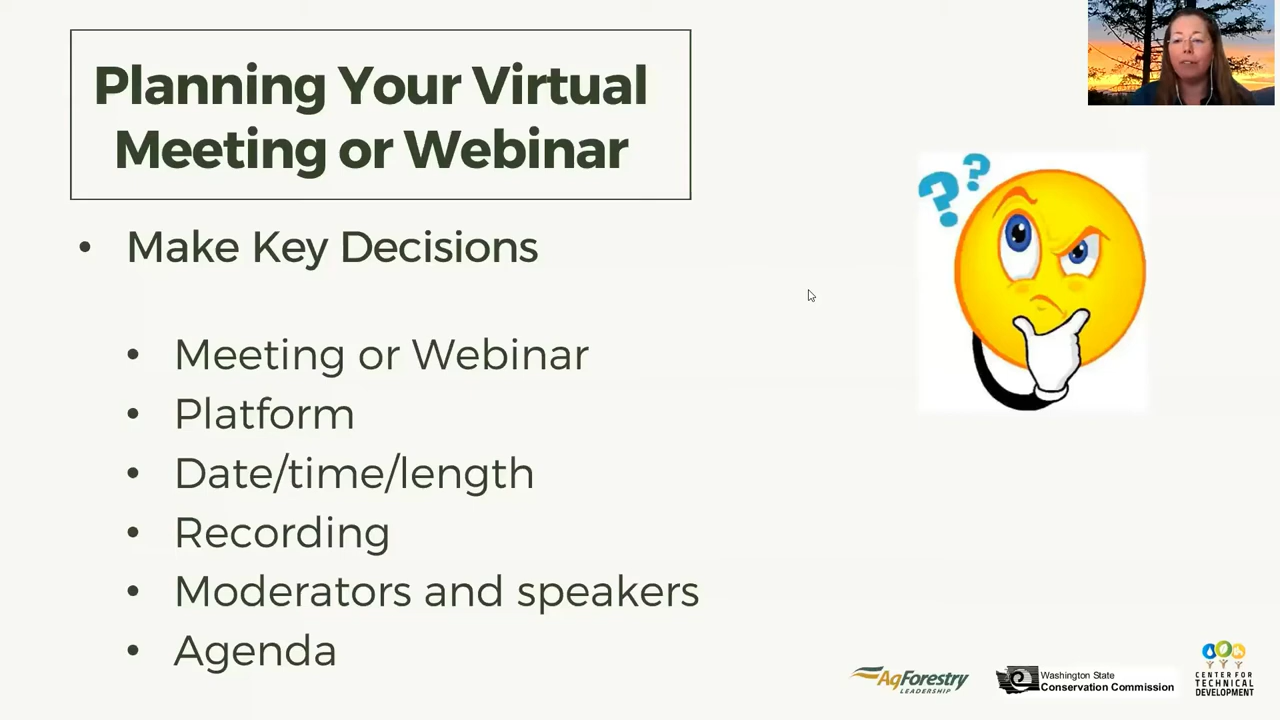 Planning Your Virtual
Meeting or Webinar
• Make Key Decisions
• Meeting or Webinar
• Platform
• Date/time/length
• Recording
• Moderators and speakers
• Agenda
? ?
AgForestry
LEADERSHIP
Washington State
Conservation Commission
CENTER FOR
TECHNICAL
DEVELOPMENT